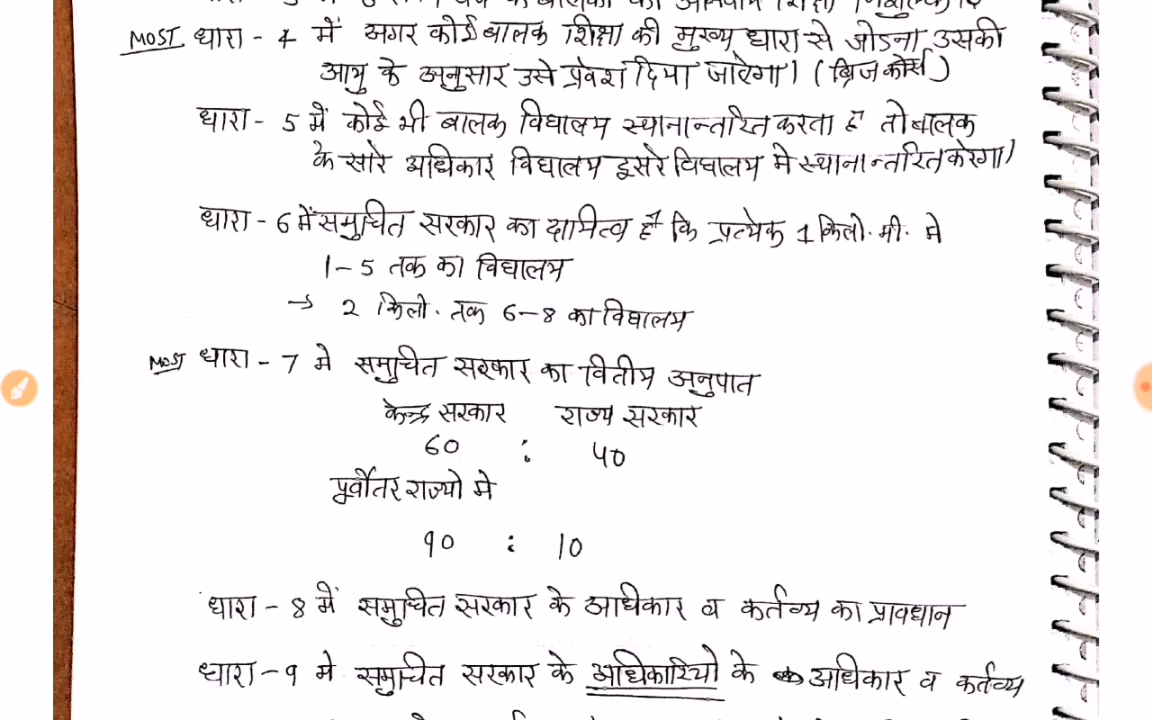 बालकों को अनिवार्य शिक्षा
MOST धारा - 4 में अगर कोई बालक शिक्षा की मुख्य धारा से जोडना उसकी
आयु के अनुसार उसे प्रवेश दिया जायेगा। (ब्रिज कोर्स)
धारा - 5 में कोई भी बालक विद्यालय स्थानान्तरित करता है तो बालक
के सारे अधिकार विद्यालय दुसरे विद्यालय मे स्थानान्तरित करेगा।
धारा - 6 में समुचित सरकार का दायित्व है कि प्रत्येक 1 किलो. मी. मे
1-5 तक का विद्यालय
→ 2 किलो. तक 6-8 का विद्यालय
MOST धारा - 7 मे समुचित सरकार का वितीय अनुपात
केन्द्र सरकार राज्य सरकार
60 : 40
पूर्वोतर राज्यो मे
90 : 10
धारा - 8 में समुचित सरकार के अधिकार व कर्तव्य का प्रावधान
धारा - 9 मे समुचित सरकार के अधिकारियो के अधिकार व कर्तव्य